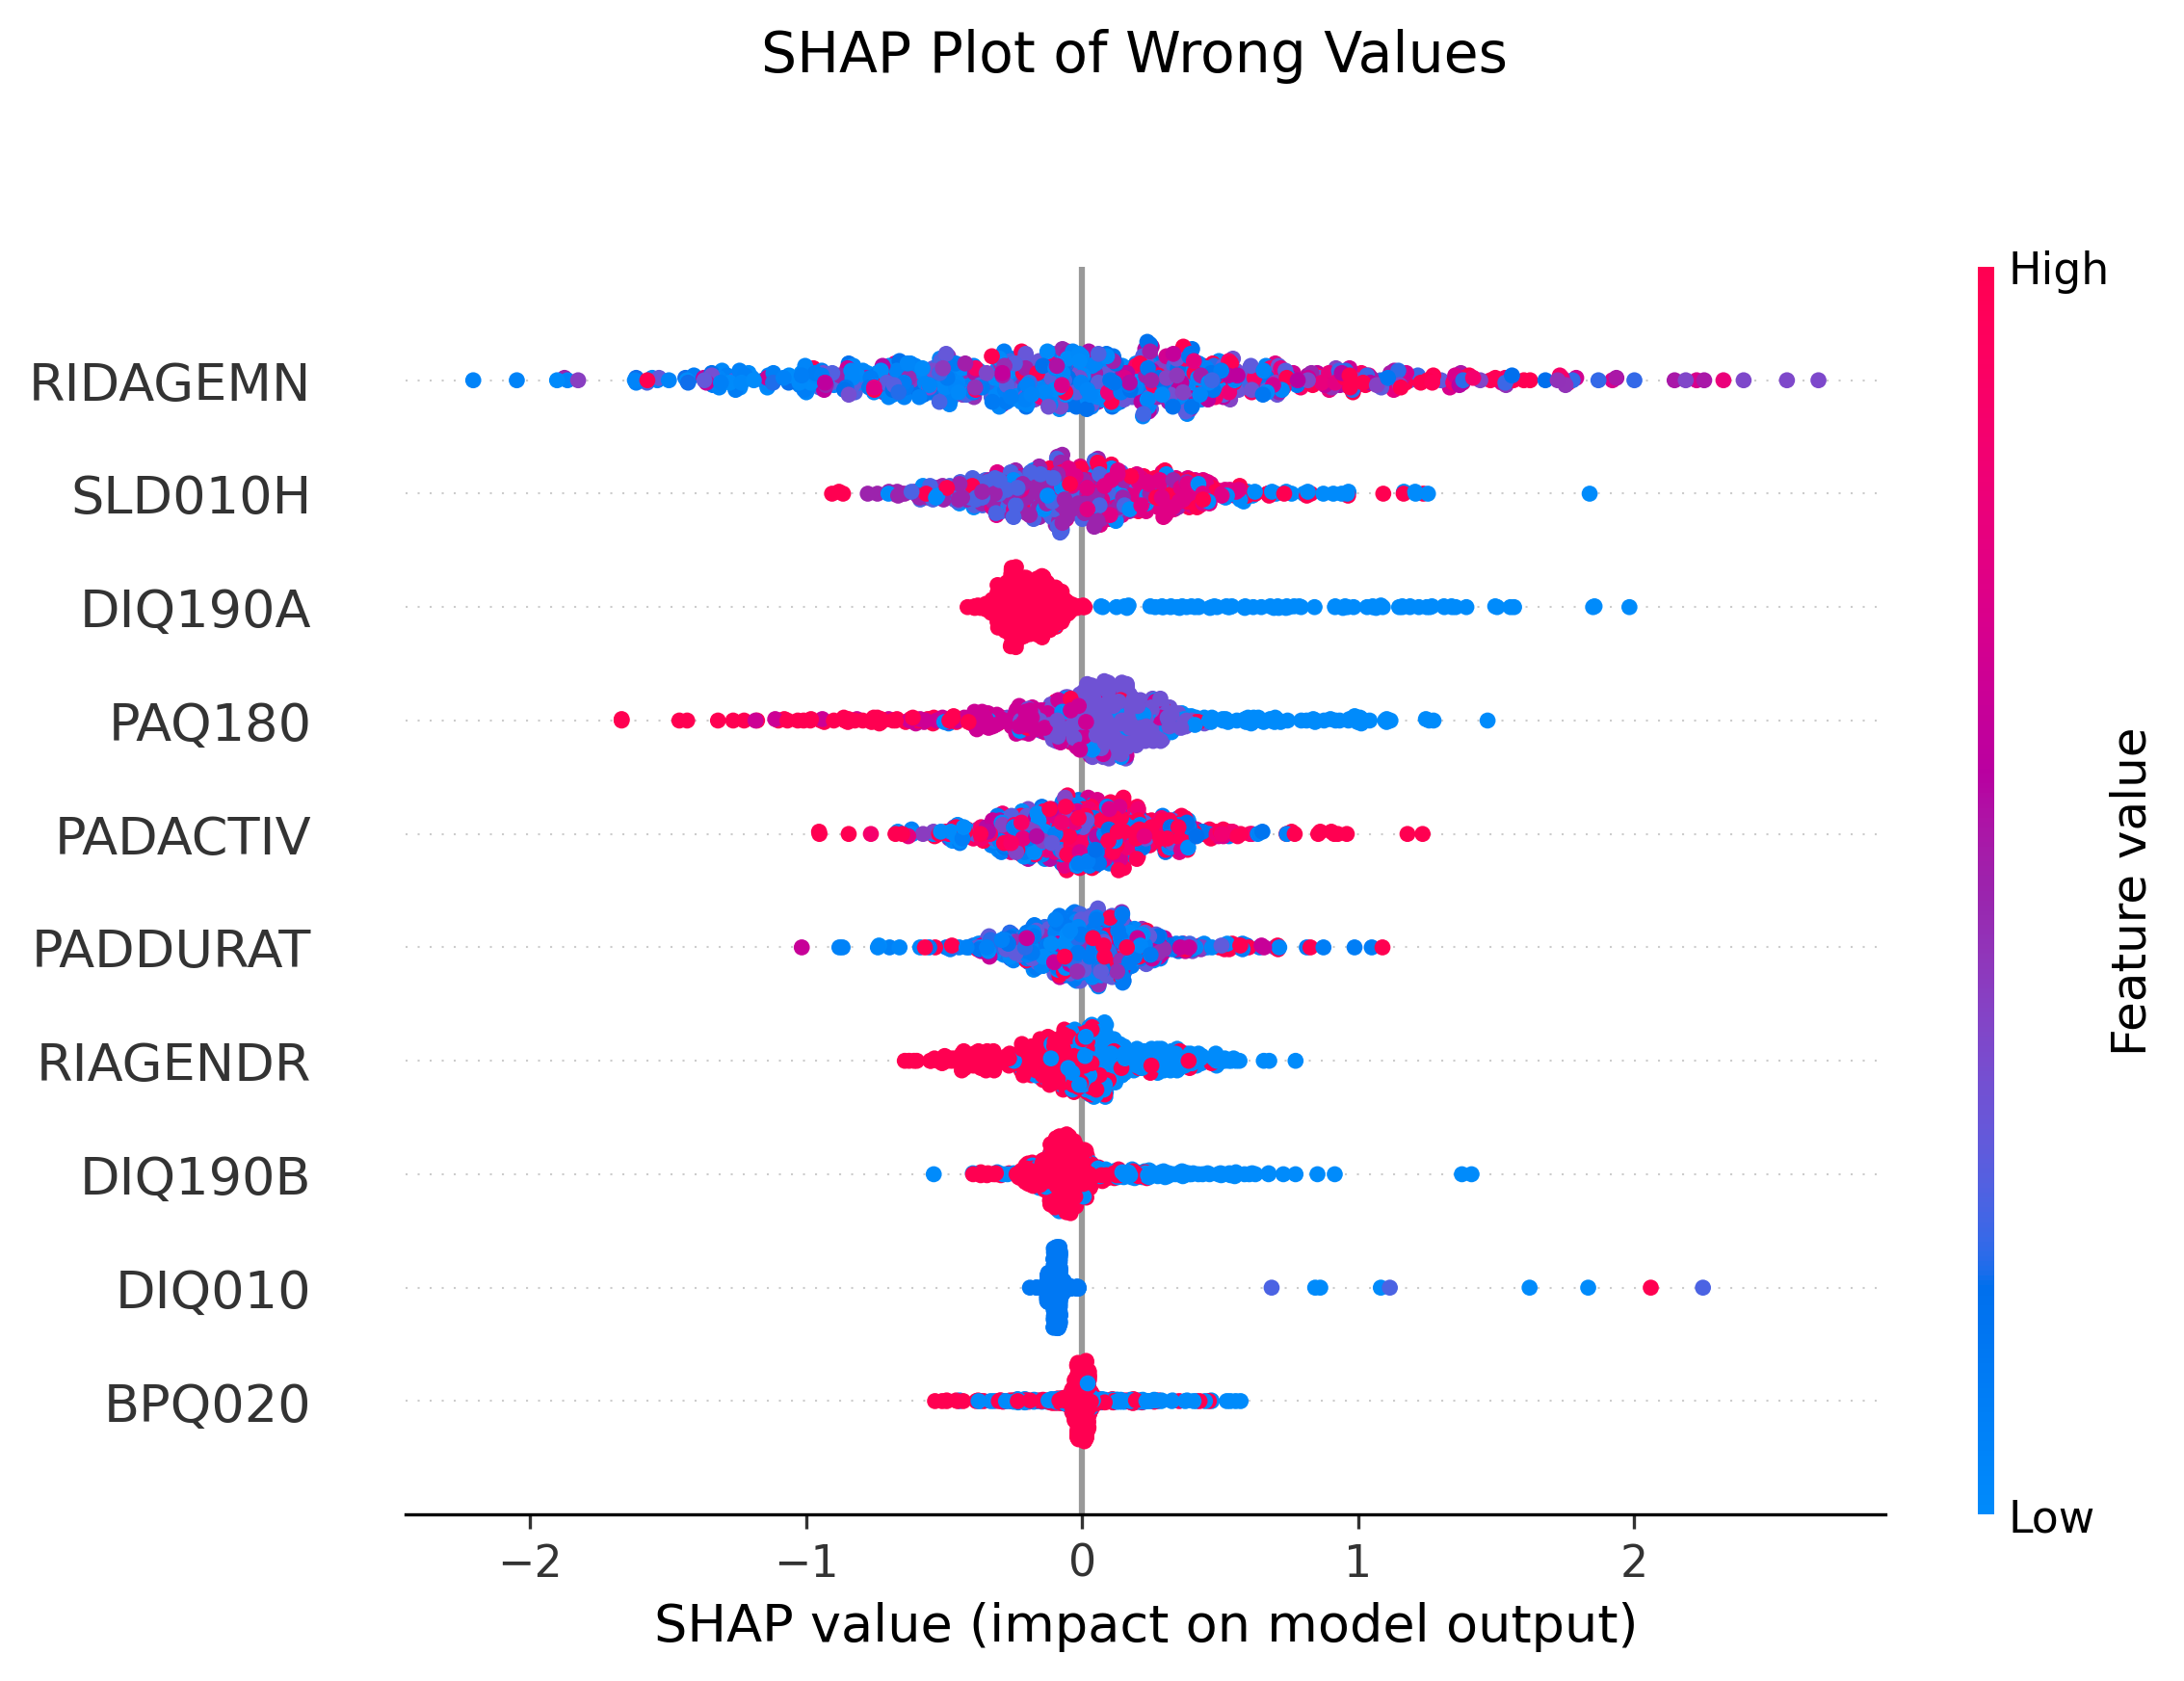 SHAP Plot of Wrong Values
High
RIDAGEMN
SLD010H
DIQ190A
PAQ180
PADACTIV
PADDURAT
RIAGENDR
DIQ190B
DIQ010
BPQ020
Feature value
Low
−2 −1 0 1 2
SHAP value (impact on model output)